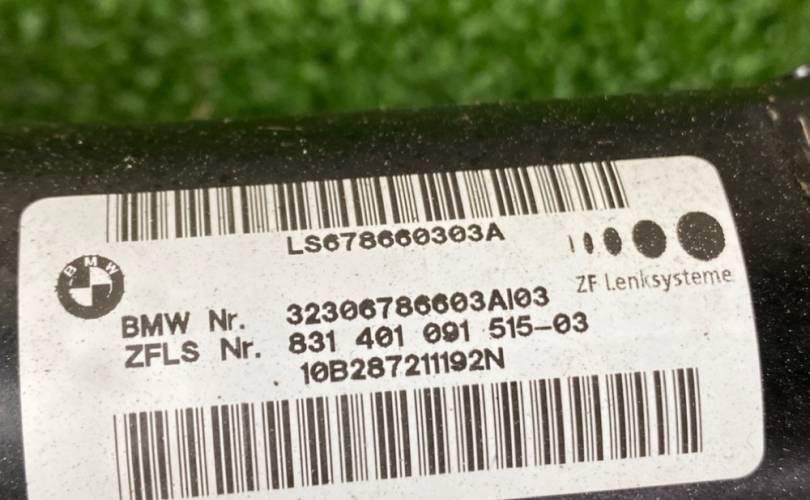 LS678660303A
ZF Lenksysteme
BMW
BMW Nr. 32306786603AI03
ZFLS Nr. 831 401 091 515-03
10B287211192N